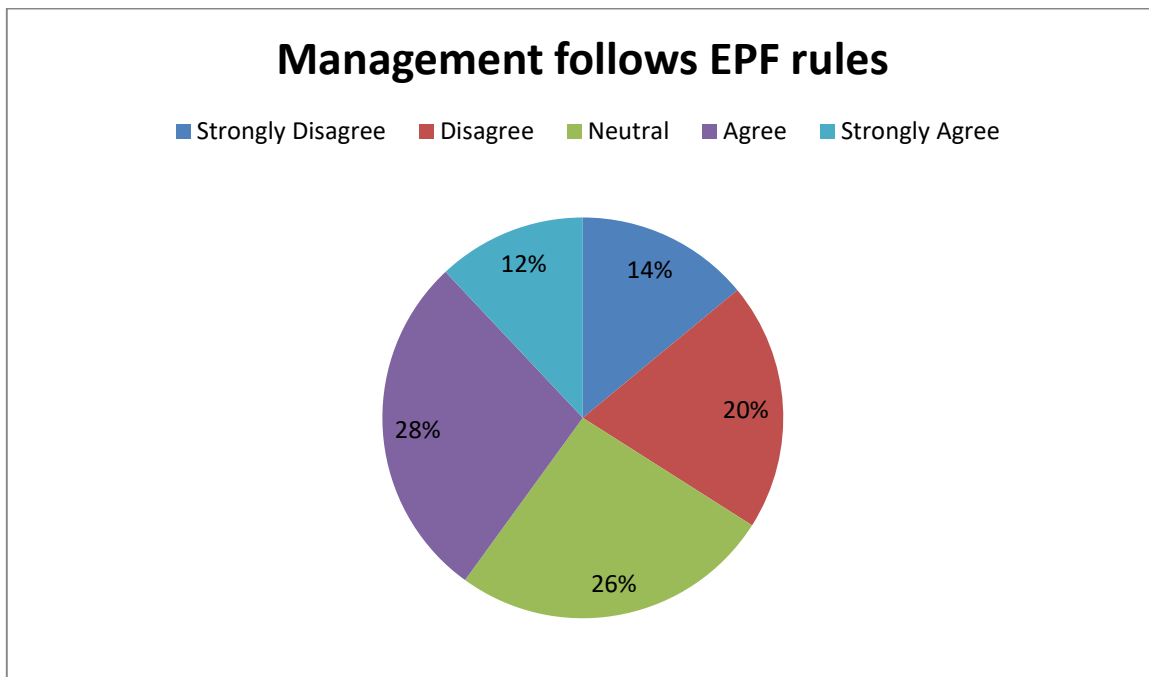 Management follows EPF rules
Strongly Disagree Disagree Neutral Agree Strongly Agree
12% 14%
20%
28%
26%